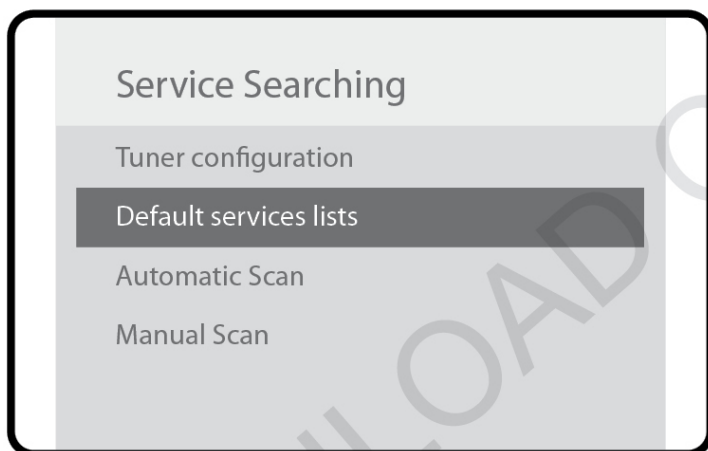 Service Searching
Tuner configuration
Default services lists
Automatic Scan
Manual Scan